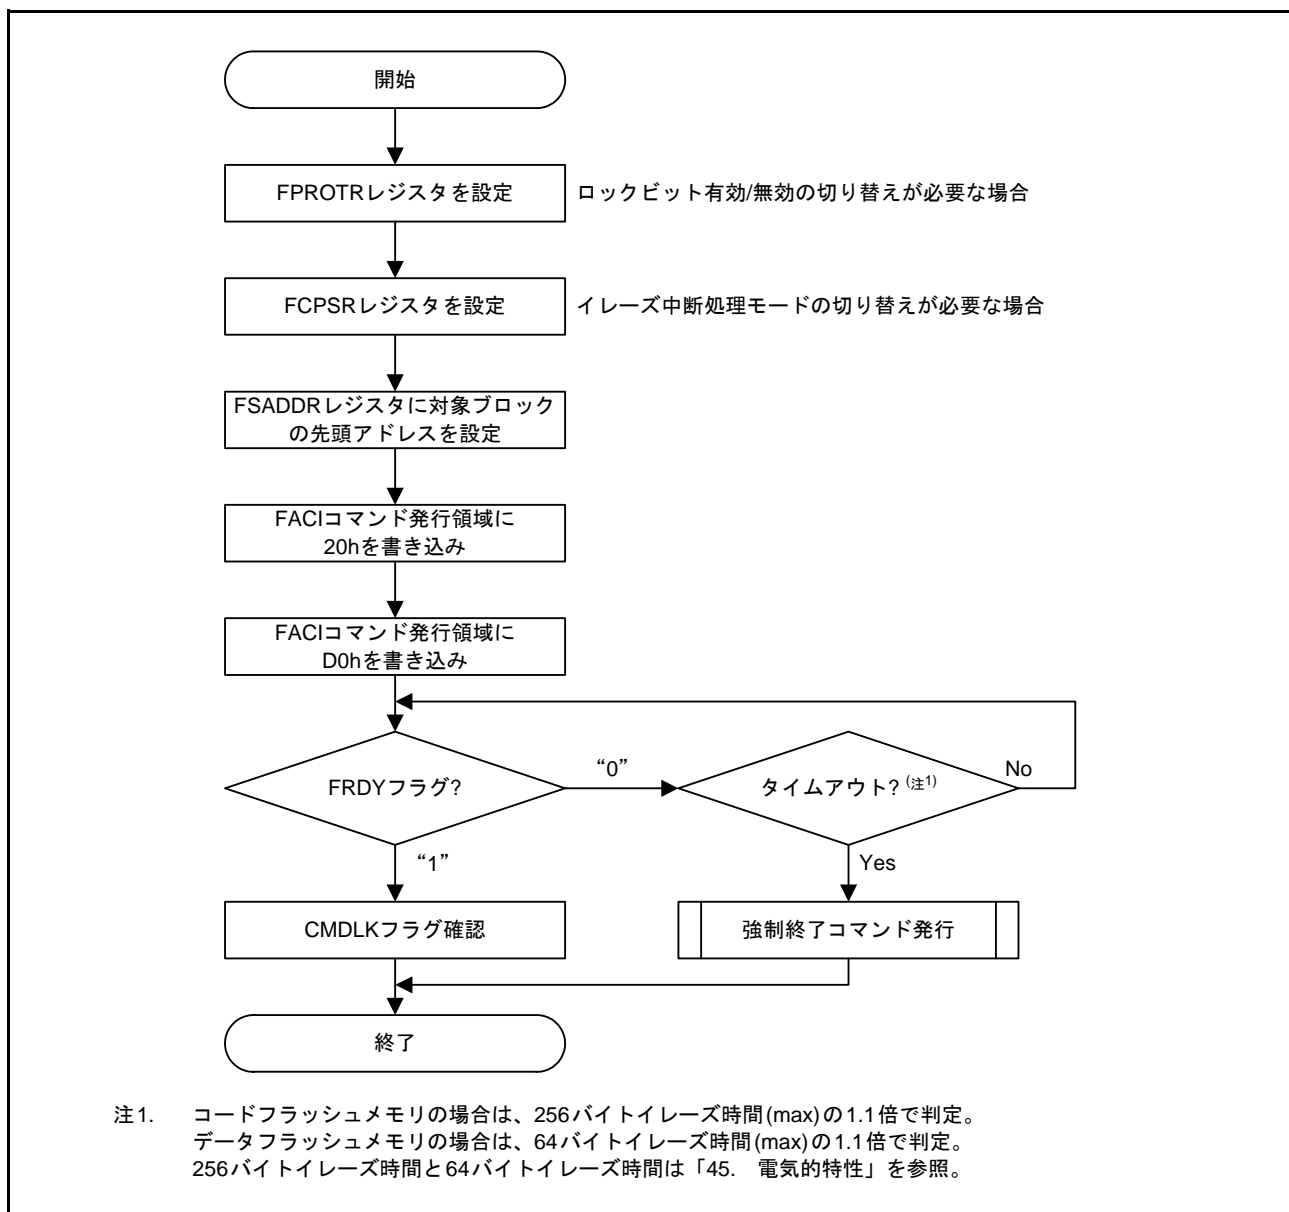 開始
FPROTRレジスタを設定
ロックビット有効/無効の切り替えが必要な場合
FCPSRレジスタを設定
イレーズ中断処理モードの切り替えが必要な場合
FSADDRレジスタに対象ブロック
の先頭アドレスを設定
FACIコマンド発行領域に
20hを書き込み
FACIコマンド発行領域に
D0hを書き込み
FRDYフラグ?
“0”
タイムアウト? (注1)
No
“1”
Yes
CMDLKフラグ確認
強制終了コマンド発行
終了
注1. コードフラッシュメモリの場合は、256バイトイレーズ時間(max)の1.1倍で判定。
データフラッシュメモリの場合は、64バイトイレーズ時間(max)の1.1倍で判定。
256バイトイレーズ時間と64バイトイレーズ時間は「45. 電気的特性」を参照。